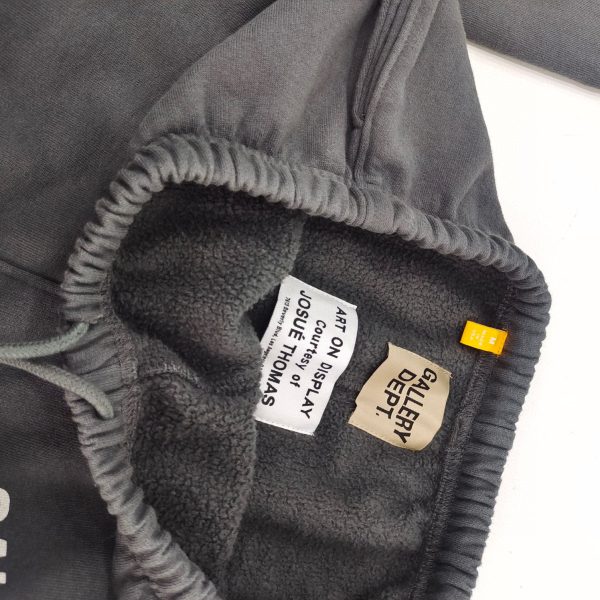 ART ON DISPLAY
Courtesy of
JOSUÉ THOMAS
GALLERY
DEPT.
M